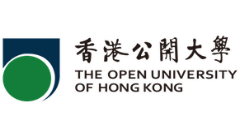 香港公開大學
THE OPEN UNIVERSITY
OF HONG KONG